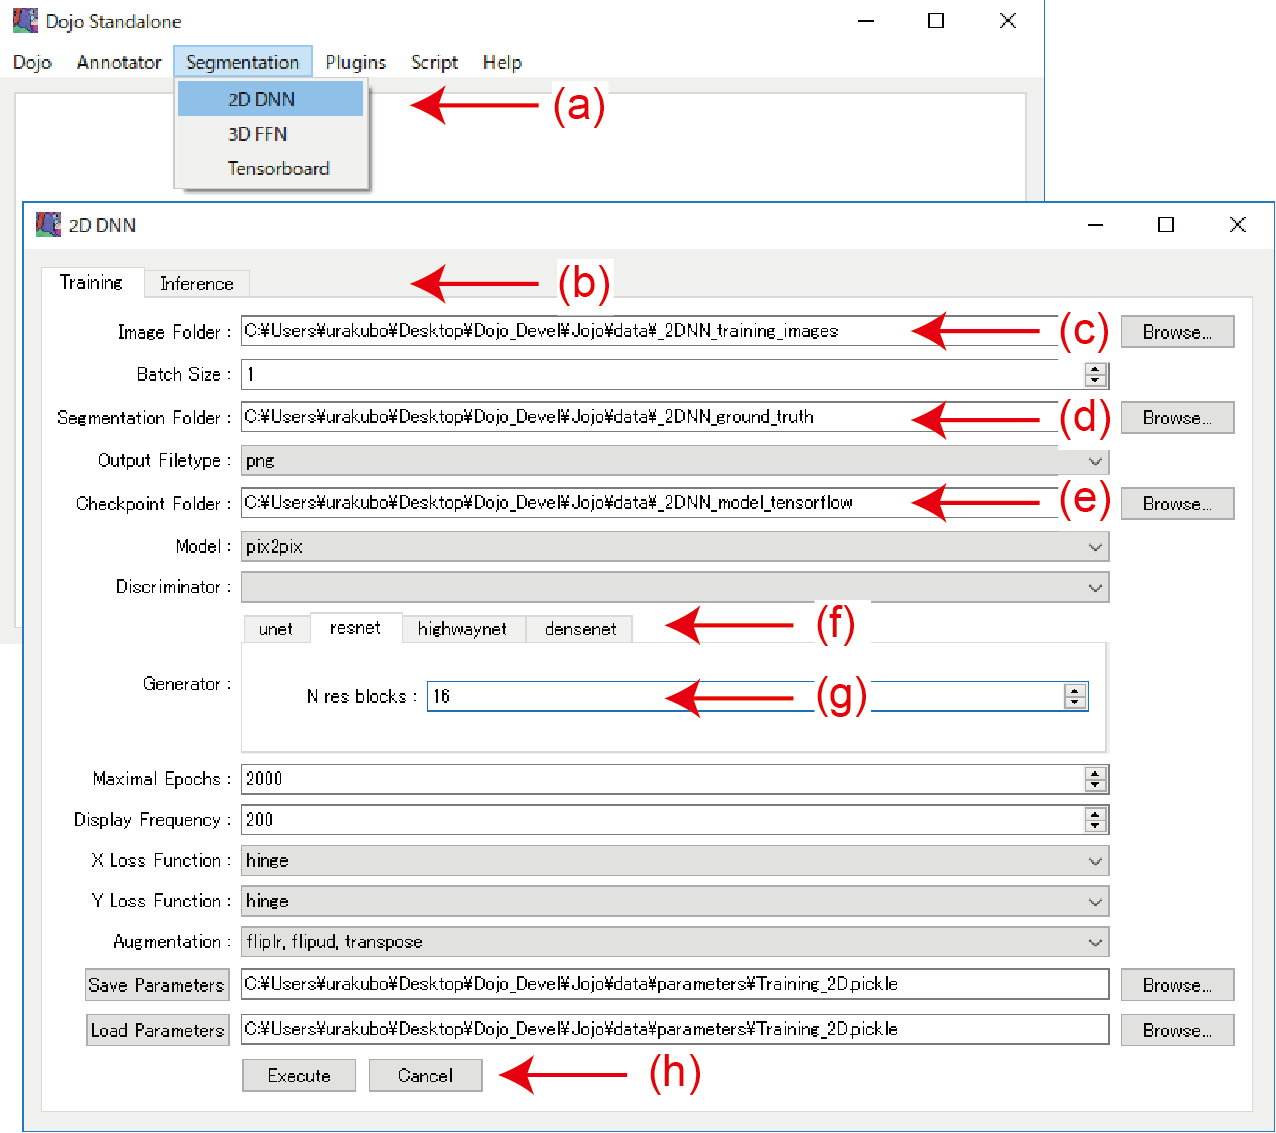 Dojo Standalone
Dojo Annotator Segmentation Plugins Script Help
2D DNN (a)
3D FFN
Tensorboard
2D DNN
Training Inference (b)
Image Folder : C:¥Users¥urakubo¥Desktop¥Dojo_Devel¥Jojo¥data¥_2DNN_training_images (c) Browse...
Batch Size : 1
Segmentation Folder : C:¥Users¥urakubo¥Desktop¥Dojo_Devel¥Jojo¥data¥_2DNN_ground_truth (d) Browse...
Output Filetype : png
Checkpoint Folder : C:¥Users¥urakubo¥Desktop¥Dojo_Devel¥Jojo¥data¥_2DNN_model_tensorflow (e) Browse...
Model : pix2pix
Discriminator :
unet resnet highwaynet densenet (f)
Generator : N res blocks : 16 (g)
Maximal Epochs : 2000
Display Frequency : 200
X Loss Function : hinge
Y Loss Function : hinge
Augmentation : fliplr, flipud, transpose
Save Parameters C:¥Users¥urakubo¥Desktop¥Dojo_Devel¥Jojo¥data¥parameters¥Training_2D.pickle Browse...
Load Parameters C:¥Users¥urakubo¥Desktop¥Dojo_Devel¥Jojo¥data¥parameters¥Training_2D.pickle Browse...
Execute Cancel (h)